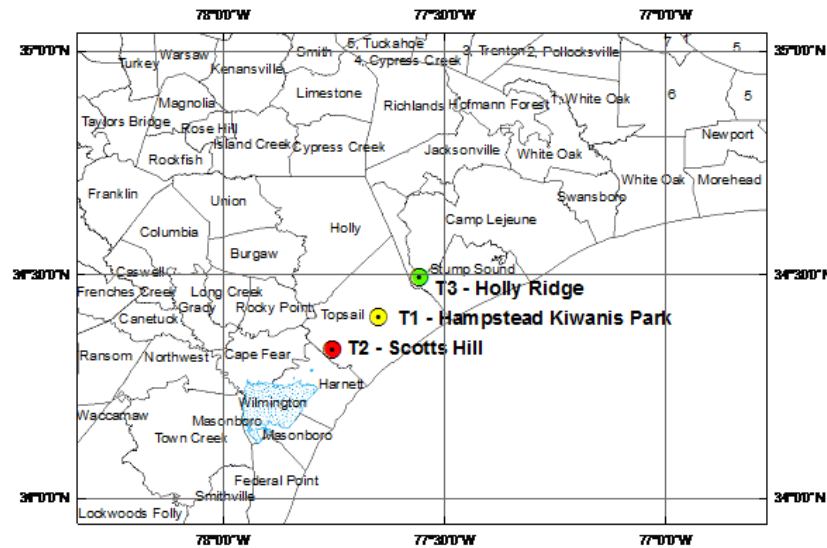 78°0'0"W 77°30'0"W 77°0'0"W
35°0'0"N 35°0'0"N
Smith 5, Tuckahoe 3, Trenton 2, Pollocksville 7 1 5
Turkey Warsaw Kenansville 4, Cypress Creek
Magnolia Limestone Richlands Hofmann Forest 1, White Oak 6 5
Taylors Bridge Rose Hill Island Creek Cypress Creek Newport
Rockfish Jacksonville White Oak
Franklin Union White Oak Morehead
Swansboro
Columbia Holly Camp Lejeune
Burgaw
Caswell Stump Sound
34°30'0"N 34°30'0"N
Frenches Creek Long Creek T3 - Holly Ridge
Grady Rocky Point Topsail T1 - Hampstead Kiwanis Park
Canetuck
Ransom Northwest Cape Fear T2 - Scotts Hill
Harnett
Wilmington
Waccamaw Masonboro
Town Creek Masonboro
Federal Point
34°0'0"N Smithville 34°0'0"N
Lockwoods Folly
78°0'0"W 77°30'0"W 77°0'0"W